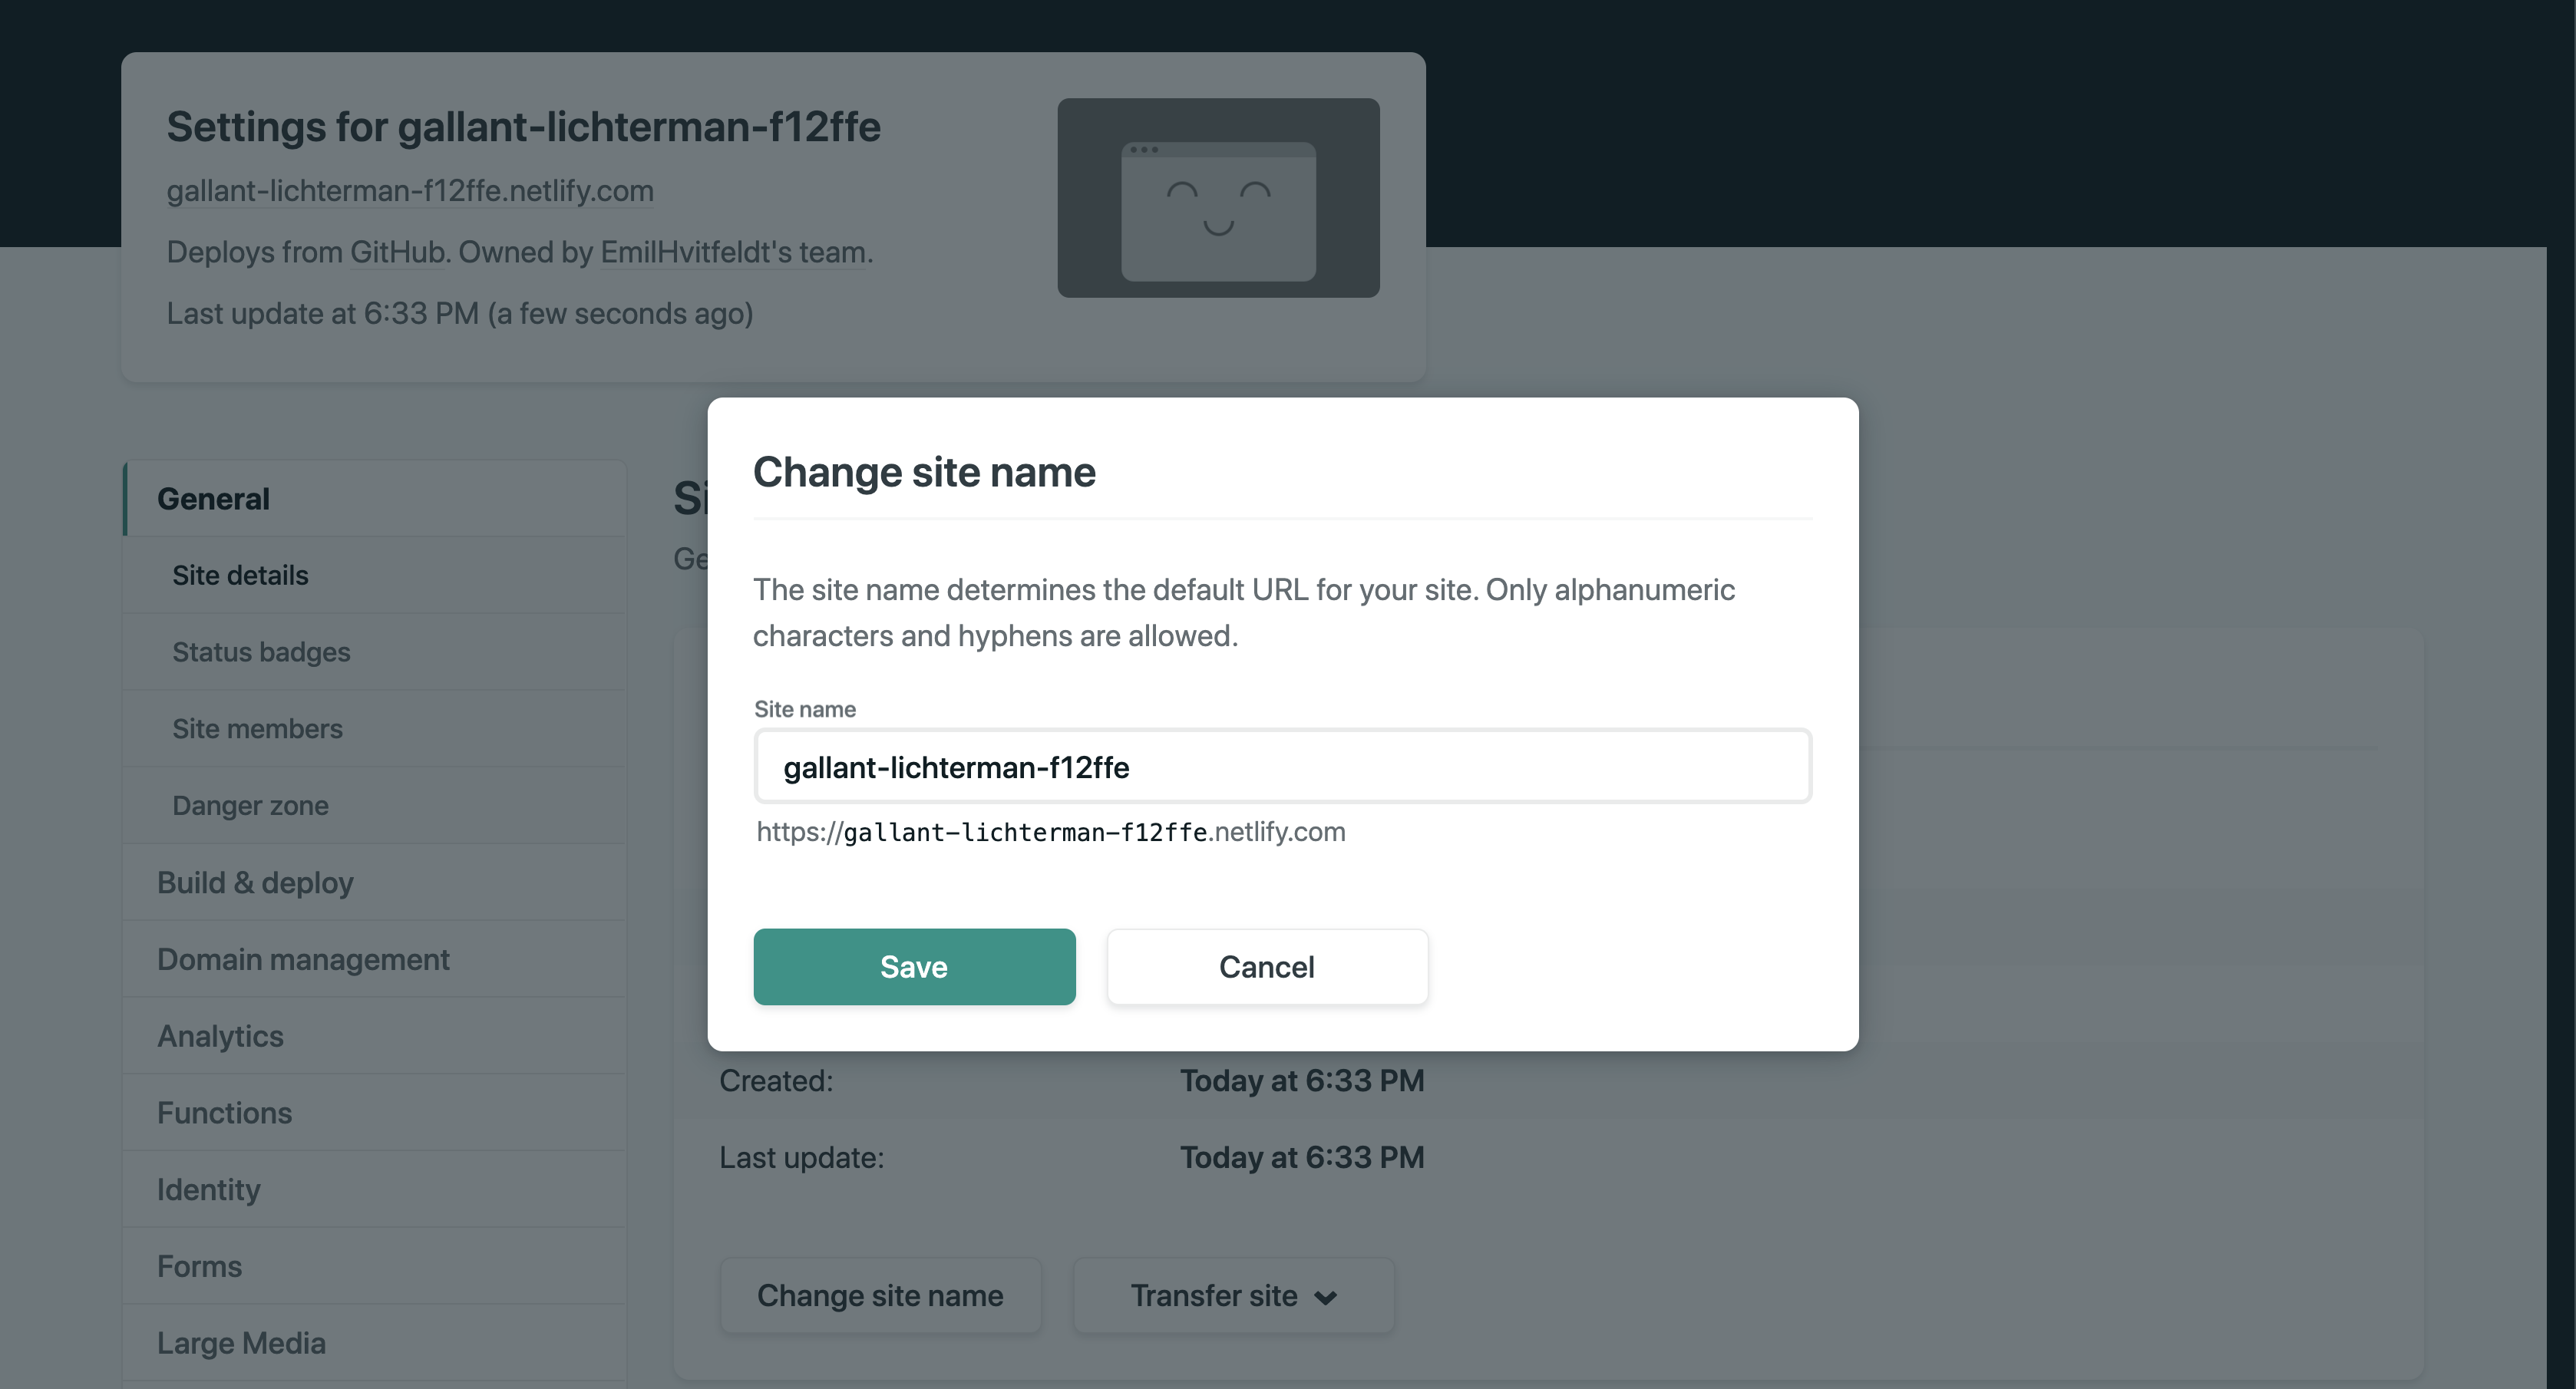 Settings for gallant-lichterman-f12ffe
gallant-lichterman-f12ffe.netlify.com
Deploys from GitHub. Owned by EmilHvitfeldt's team.
Last update at 6:33 PM (a few seconds ago)
General
Site details
Status badges
Site members
Danger zone
Build & deploy
Domain management
Analytics
Functions
Identity
Forms
Large Media
Change site name
The site name determines the default URL for your site. Only alphanumeric
characters and hyphens are allowed.
Site name
gallant-lichterman-f12ffe
https://gallant-lichterman-f12ffe.netlify.com
Save Cancel
Created: Today at 6:33 PM
Last update: Today at 6:33 PM
Change site name Transfer site